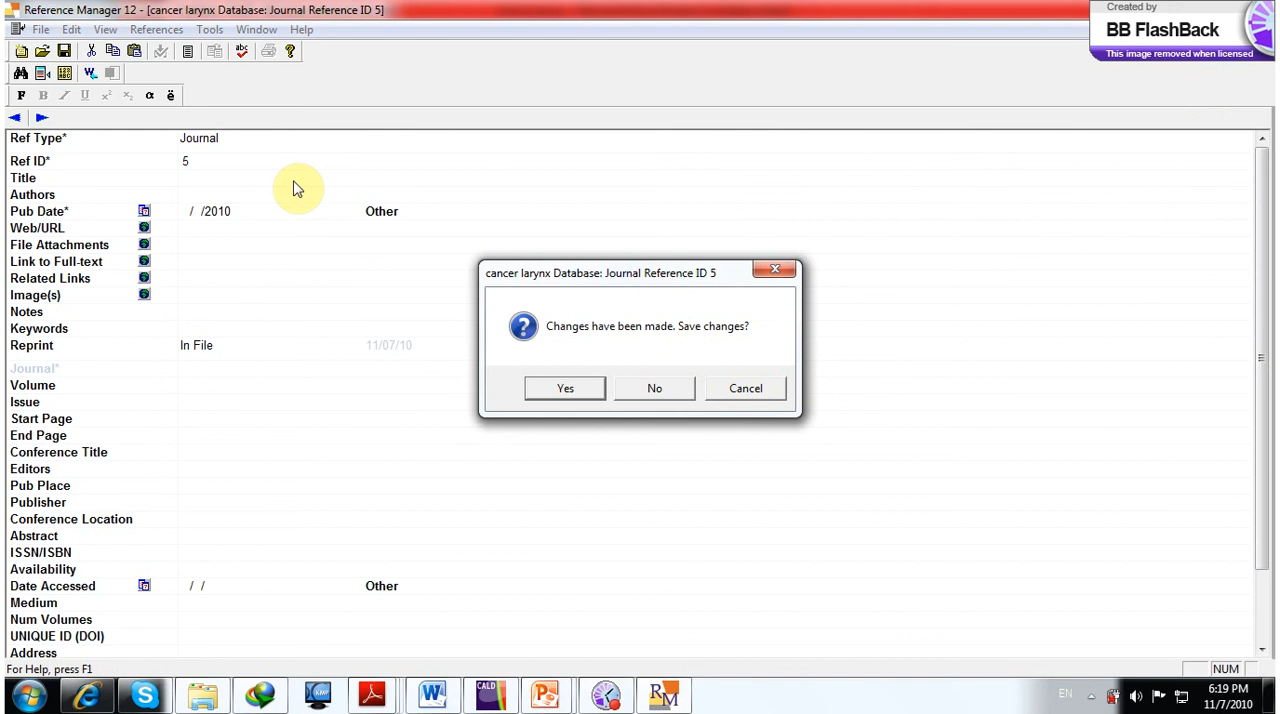 Reference Manager 12 - [cancer larynx Database: Journal Reference ID 5]
Created by
BB FlashBack
This image removed when licensed
File Edit View References Tools Window Help
Ref Type* Journal
Ref ID* 5
Title
Authors
Pub Date* / /2010 Other
Web/URL
File Attachments
Link to Full-text
Related Links
Image(s)
Notes
Keywords
Reprint In File 11/07/10
Journal*
Volume
Issue
Start Page
End Page
Conference Title
Editors
Pub Place
Publisher
Conference Location
Abstract
ISSN/ISBN
Availability
Date Accessed / / Other
Medium
Num Volumes
UNIQUE ID (DOI)
Address
cancer larynx Database: Journal Reference ID 5
Changes have been made. Save changes?
Yes No Cancel
For Help, press F1
NUM
EN
6:19 PM
11/7/2010